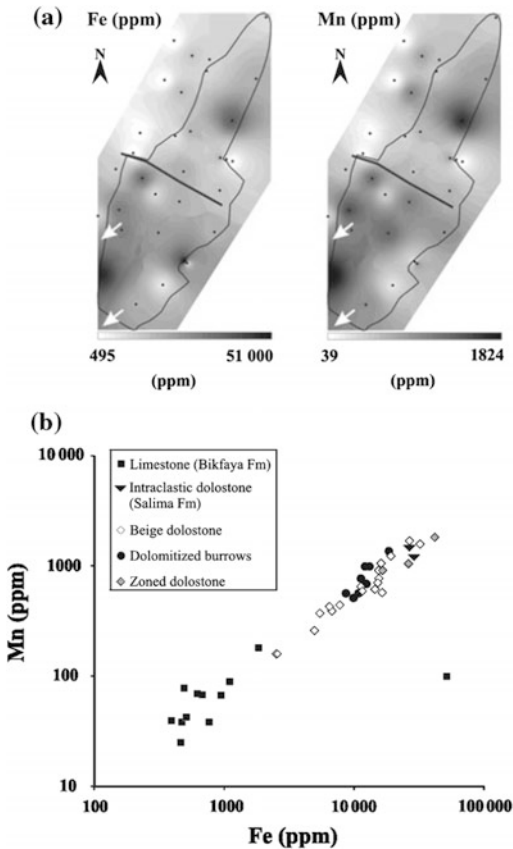 (a) Fe (ppm) Mn (ppm)
N N
495 51 000 39 1824
(ppm) (ppm)
(b)
10 000
1000
100
10
Mn (ppm)
Limestone (Bikfaya Fm)
Intraclastic dolostone
(Salima Fm)
Beige dolostone
Dolomitized burrows
Zoned dolostone
100 1000 10 000 100 000
Fe (ppm)